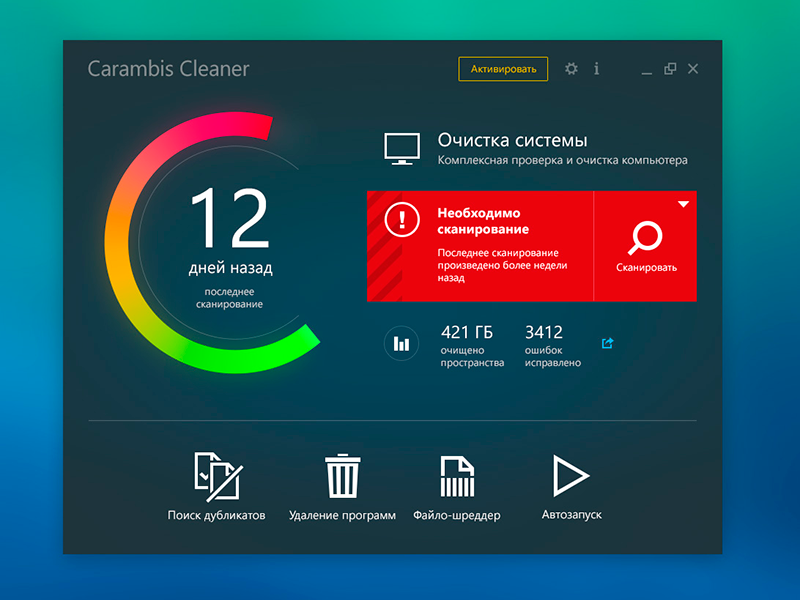 Carambis Cleaner
Активировать
12
дней назад
последнее
сканирование
Очистка системы
Комплексная проверка и очистка компьютера
Необходимо
сканирование
Последнее сканирование
произведено более недели
назад
Сканировать
421 ГБ
очищено
пространства
3412
ошибок
исправлено
Поиск дубликатов
Удаление программ
Файло-шреддер
Автозапуск